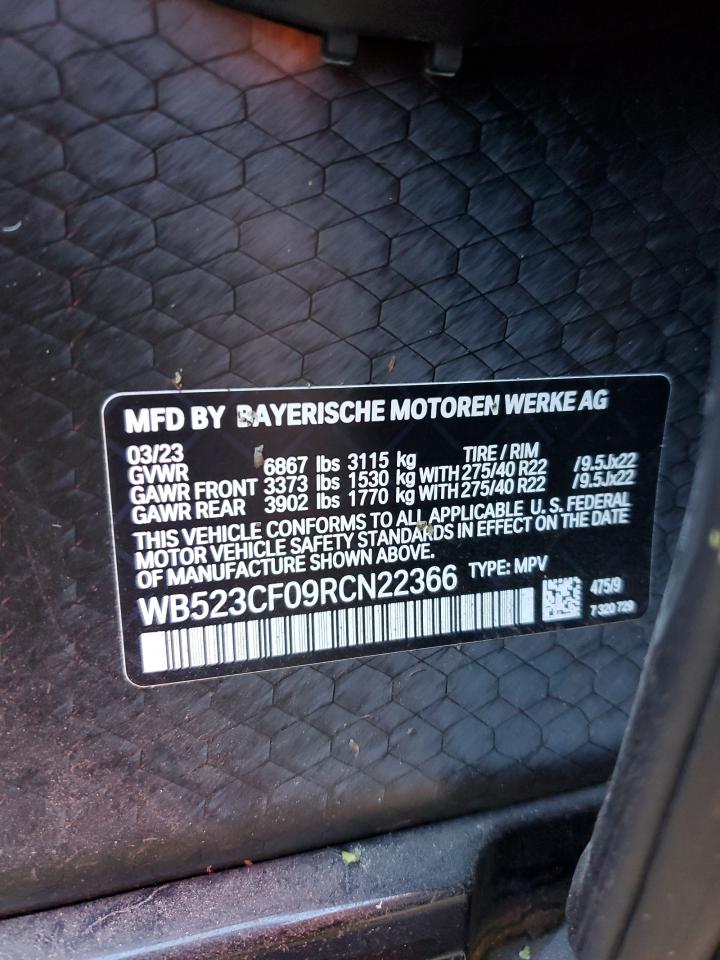 MFD BY BAYERISCHE MOTOREN WERKE AG
03/23 TIRE / RIM
GVWR 6867 lbs 3115 kg
GAWR FRONT 3373 lbs 1530 kg WITH 275/40 R22 /9.5Jx22
GAWR REAR 3902 lbs 1770 kg WITH 275/40 R22 /9.5Jx22
THIS VEHICLE CONFORMS TO ALL APPLICABLE U.S. FEDERAL
MOTOR VEHICLE SAFETY STANDARDS IN EFFECT ON THE DATE
OF MANUFACTURE SHOWN ABOVE.
WB523CF09RCN22366 TYPE: MPV
475/9
7 320 729